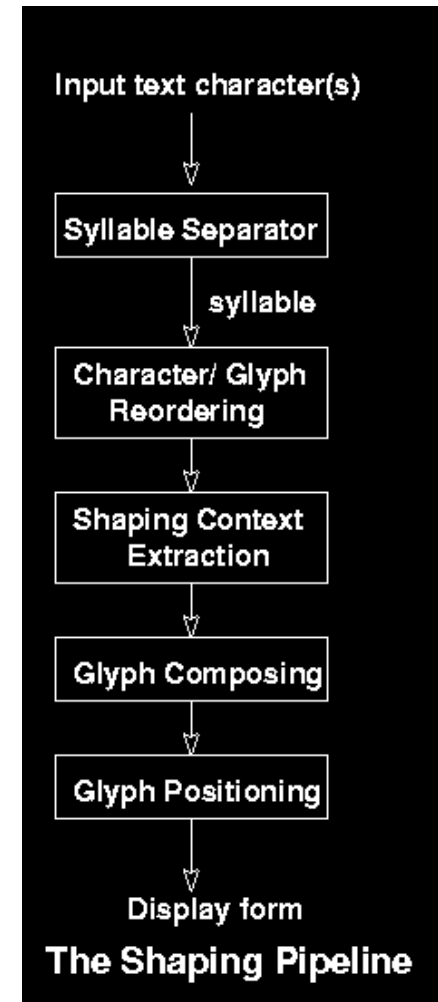 Input text character(s)
Syllable Separator
syllable
Character/ Glyph
Reordering
Shaping Context
Extraction
Glyph Composing
Glyph Positioning
Display form
The Shaping Pipeline